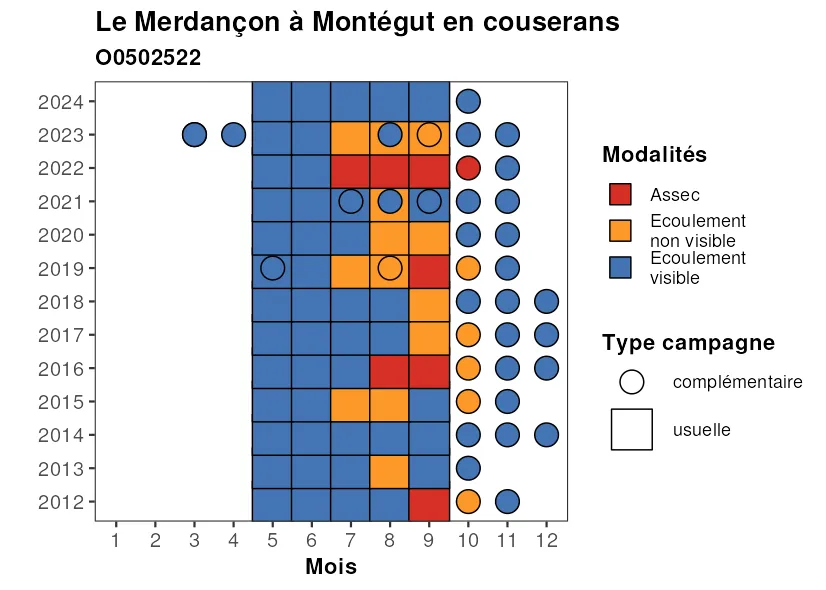 Le Merdançon à Montégut en couserans
O0502522
2024
2023
2022
2021
2020
2019
2018
2017
2016
2015
2014
2013
2012
1 2 3 4 5 6 7 8 9 10 11 12
Mois
Modalités
Assec
Ecoulement
non visible
Ecoulement
visible
Type campagne
complémentaire
usuelle